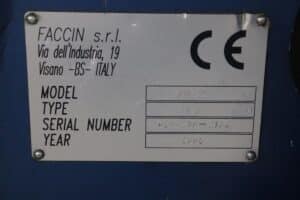 FACCIN s.r.l.
Via dell'Industria, 19
Visano -BS- ITALY
CE
MODEL
TYPE
SERIAL NUMBER
YEAR